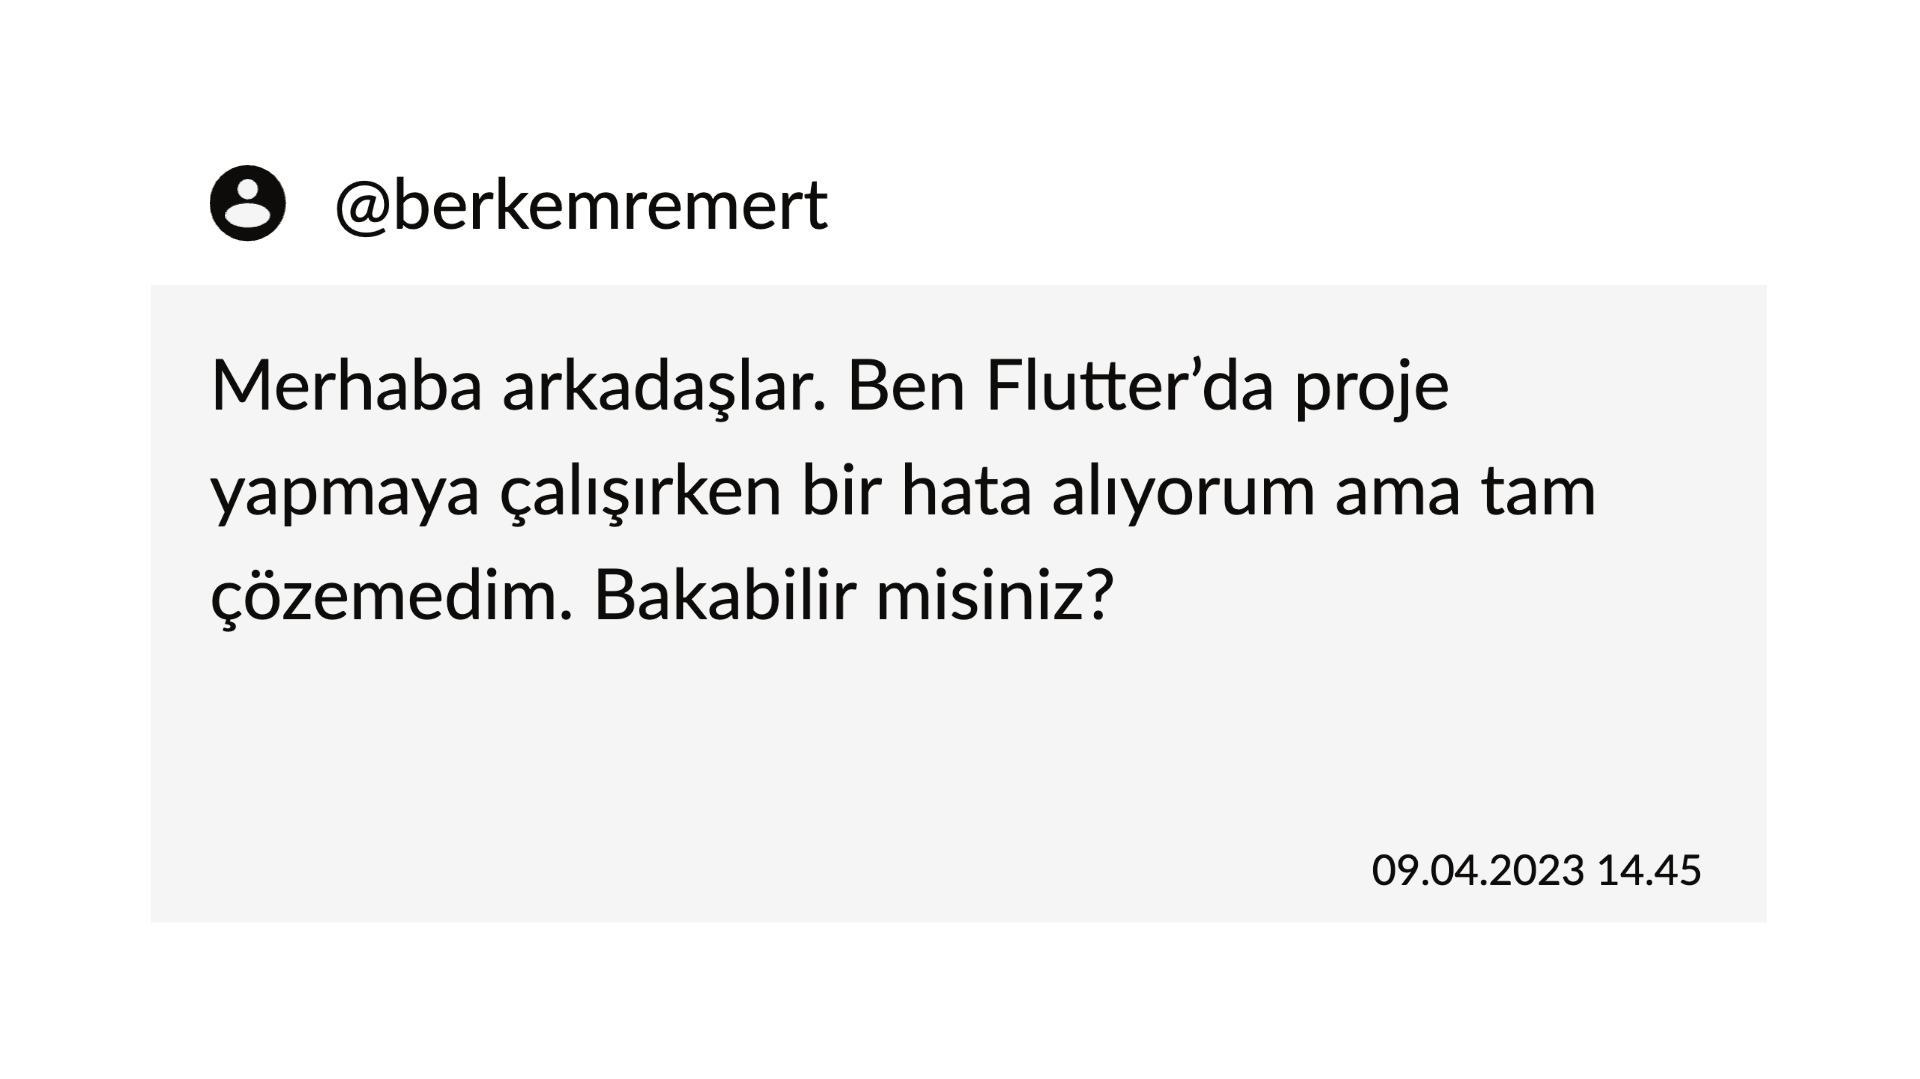 @berkemremert
Merhaba arkadaşlar. Ben Flutter’da proje
yapmaya çalışırken bir hata alıyorum ama tam
çözemedim. Bakabilir misiniz?
09.04.2023 14.45